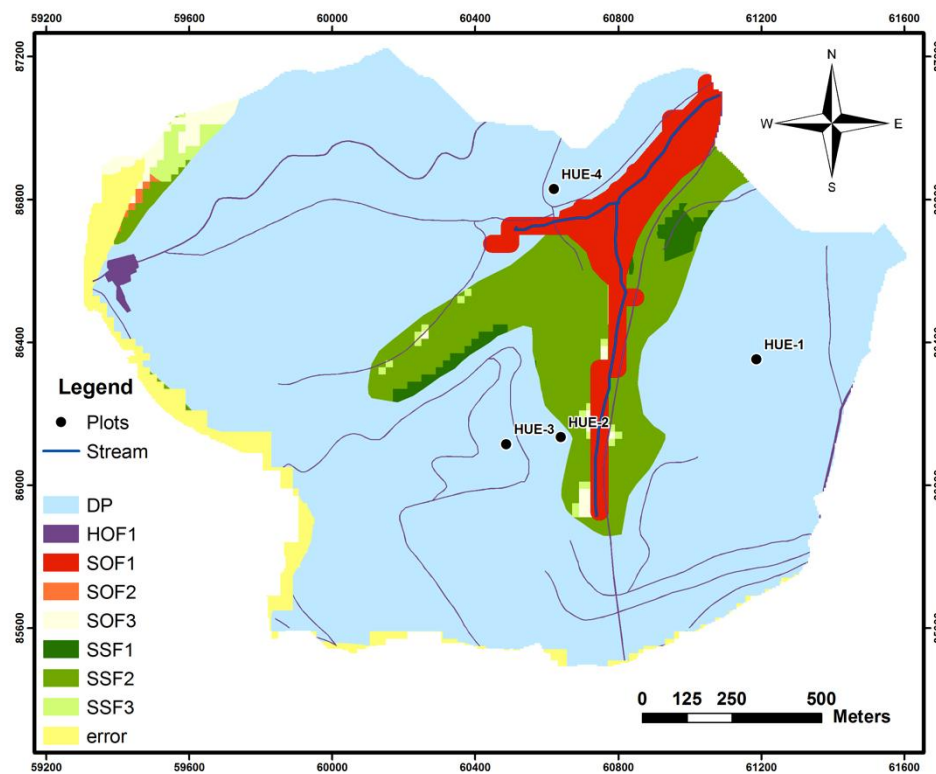 59200 59600 60000 60400 60800 61200 61600
87200
86800
86400
86000
85600
N
W E
S
HUE-4
HUE-1
HUE-2
HUE-3
Legend
Plots
Stream
DP
HOF1
SOF1
SOF2
SOF3
SSF1
SSF2
SSF3
error
0 125 250 500
Meters
59200 59600 60000 60400 60800 61200 61600